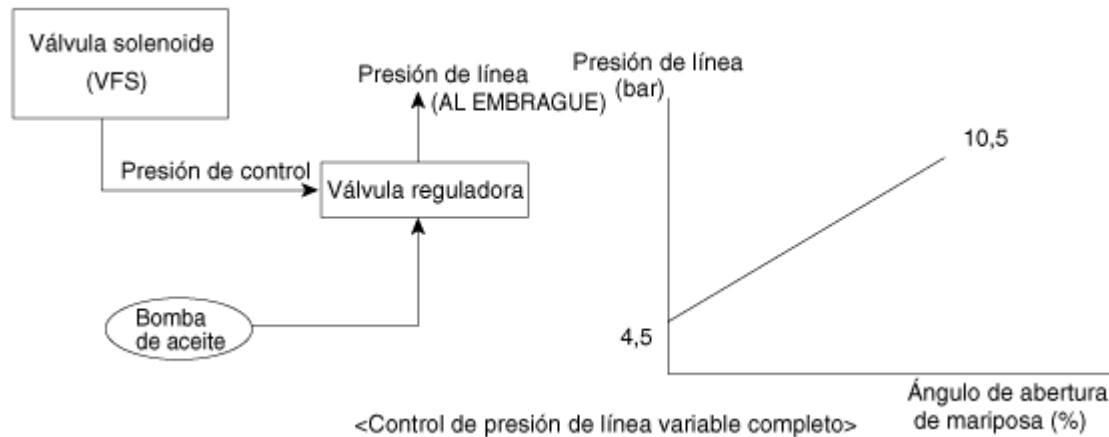 Válvula solenoide
(VFS)
Presión de línea
(AL EMBRAGUE)
Presión de control
Válvula reguladora
Bomba
de aceite
Presión de línea
(bar)
10,5
4,5
Ángulo de abertura
de mariposa (%)
<Control de presión de línea variable completo>